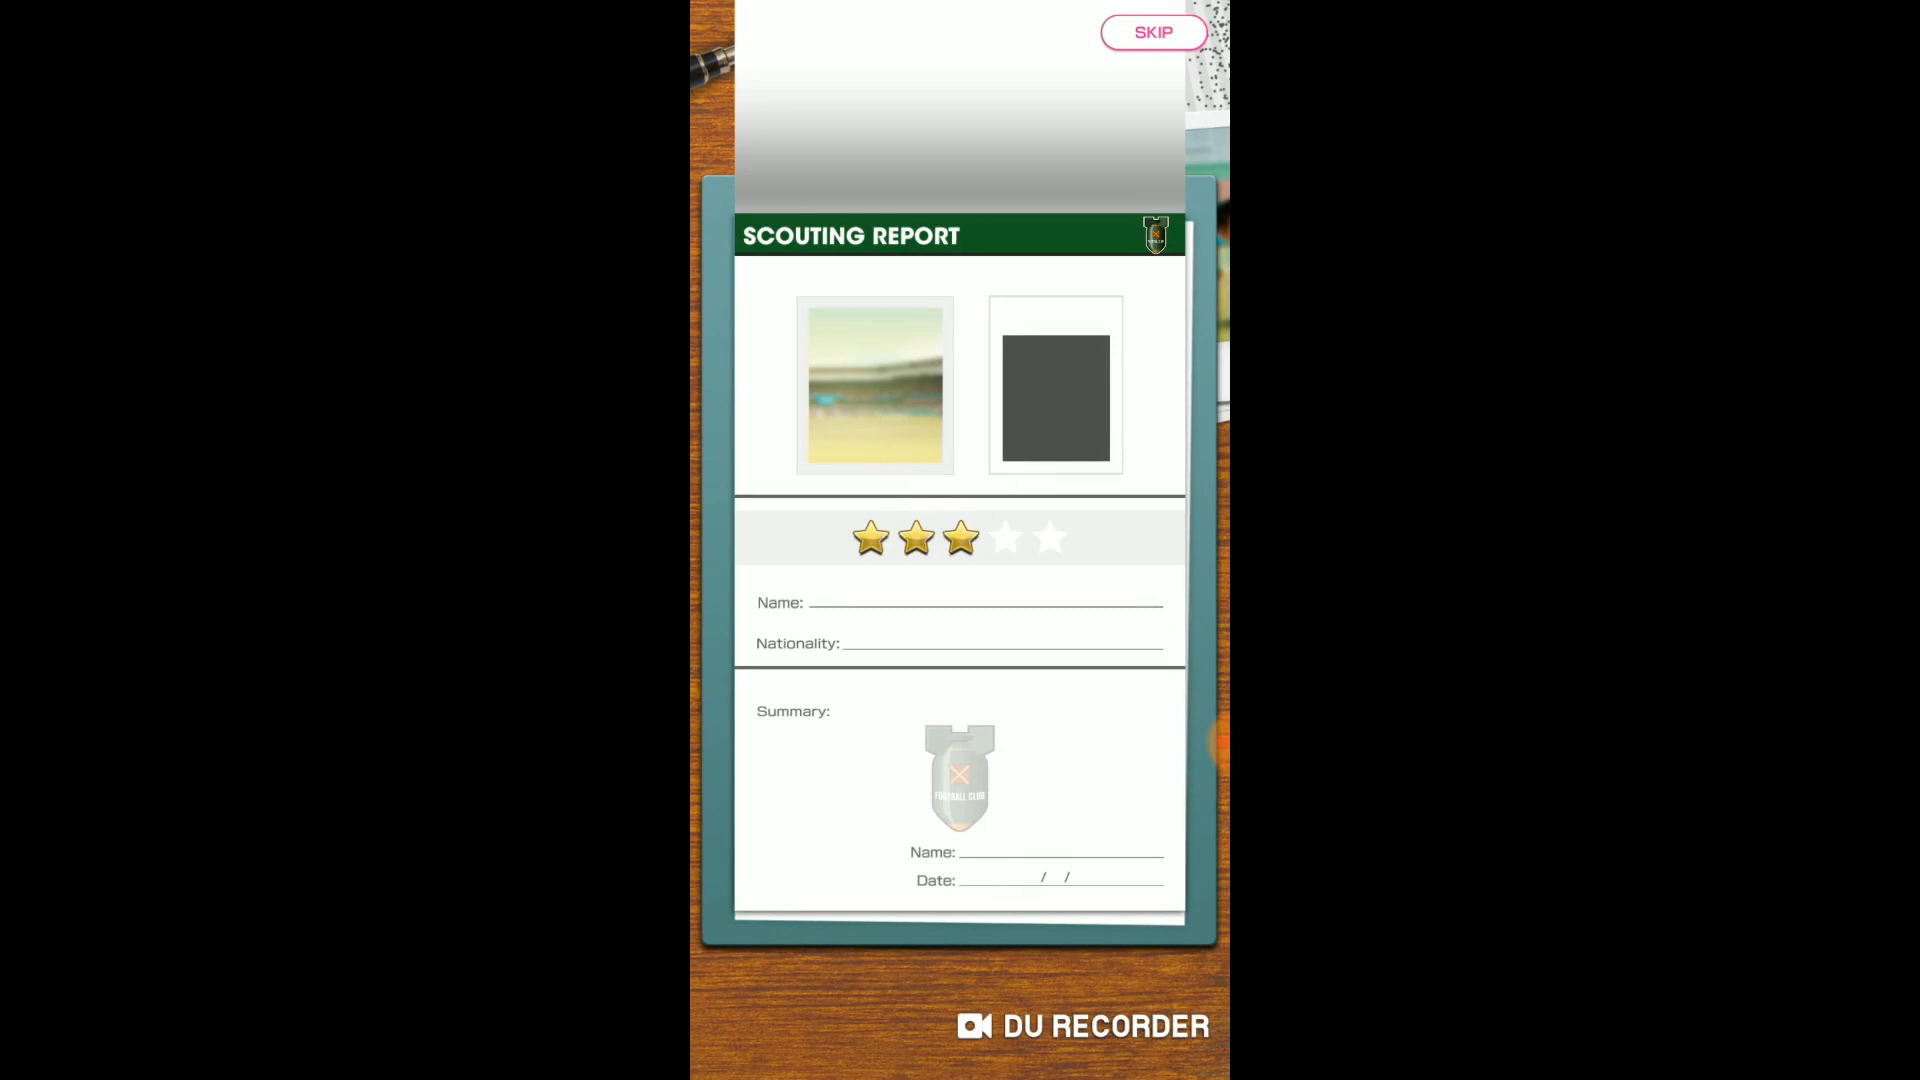 SKIP
SCOUTING REPORT
Name:
Nationality:
Summary:
FOOTBALL CLUB
Name:
Date: / /
DU RECORDER